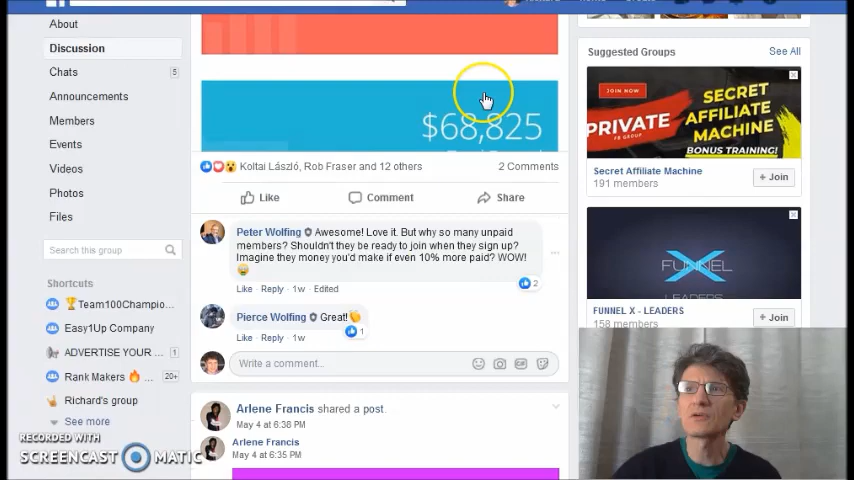 About
Discussion
Chats
5
Announcements
Members
Events
Videos
Photos
Files
Search this group
Shortcuts
Team100Champio...
Easy1Up Company
ADVERTISE YOUR ...
1
Rank Makers
...
20+
Richard's group
See more
RECORDED WITH
SCREENCAST MATIC
$68,825
Koltai László, Rob Fraser and 12 others
2 Comments
Like
Comment
Share
Peter Wolfing Awesome! Love it. But why so many unpaid
members? Shouldn't they be ready to join when they sign up?
Imagine they money you'd make if even 10% more paid? WOW!
2
Like · Reply · 1w · Edited
Pierce Wolfing Great!
1
Like · Reply · 1w
Write a comment...
GIF
Arlene Francis shared a post.
May 4 at 6:38 PM
Arlene Francis
May 4 at 6:35 PM
Suggested Groups
See All
JOIN NOW
PRIVATE
FB GROUP
SECRET
AFFILIATE
MACHINE
BONUS TRAINING!
Secret Affiliate Machine
191 members
+ Join
FUNNEL
LEADERS
FUNNEL X - LEADERS
158 members
+ Join